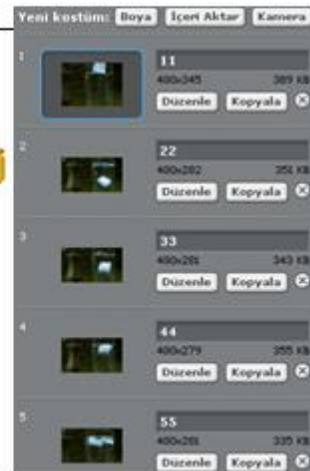 Yeni kostüm: Boya İçeri Aktar Kamera
1
11
400x345 389 KB
Düzenle Kopyala
2
22
400x282 351 KB
Düzenle Kopyala
3
33
400x281 343 KB
Düzenle Kopyala
4
44
400x279 355 KB
Düzenle Kopyala
5
55
400x281 335 KB
Düzenle Kopyala